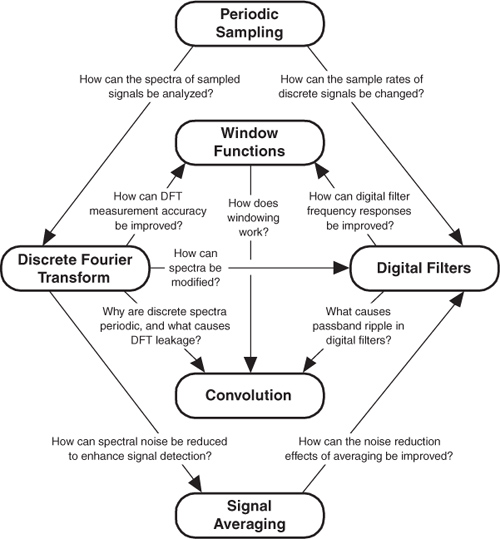 Periodic
Sampling
How can the spectra of sampled
signals be analyzed?
How can the sample rates of
discrete signals be changed?
Window
Functions
How can DFT
measurement accuracy
be improved?
How does
windowing
work?
How can digital filter
frequency responses
be improved?
Discrete Fourier
Transform
How can
spectra be
modified?
Digital Filters
Why are discrete spectra
periodic, and what causes
DFT leakage?
What causes
passband ripple in
digital filters?
Convolution
How can spectral noise be reduced
to enhance signal detection?
How can the noise reduction
effects of averaging be improved?
Signal
Averaging